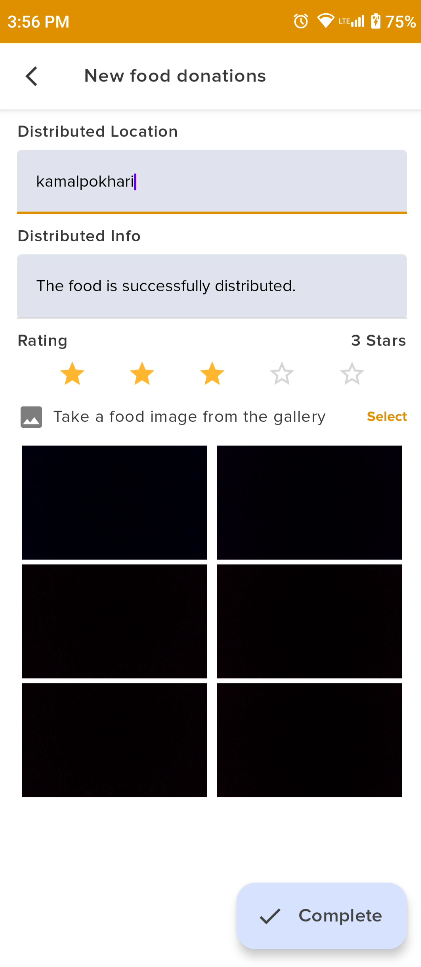 3:56 PM
LTE
75%
New food donations
Distributed Location
kamalpokhari
Distributed Info
The food is successfully distributed.
Rating
3 Stars
Take a food image from the gallery
Select
Complete